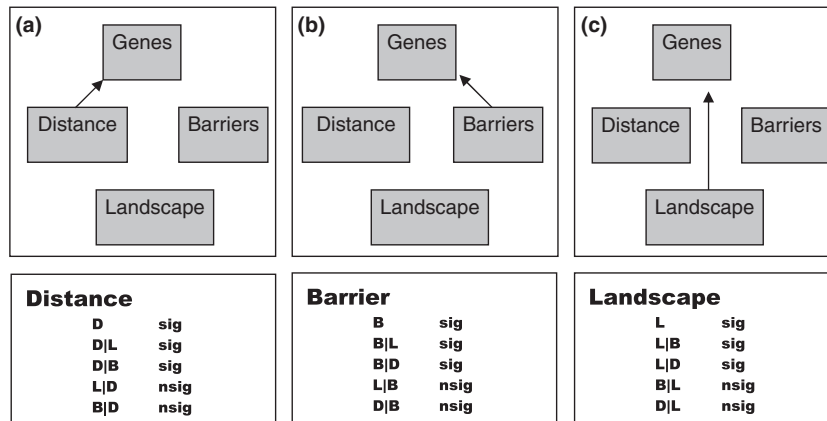 (a)
Genes
Distance
Barriers
Landscape
(b)
Genes
Distance
Barriers
Landscape
(c)
Genes
Distance
Barriers
Landscape
Distance
D sig
D|L sig
D|B sig
L|D nsig
B|D nsig
Barrier
B sig
B|L sig
B|D sig
L|B nsig
D|B nsig
Landscape
L sig
L|B sig
L|D sig
B|L nsig
D|L nsig